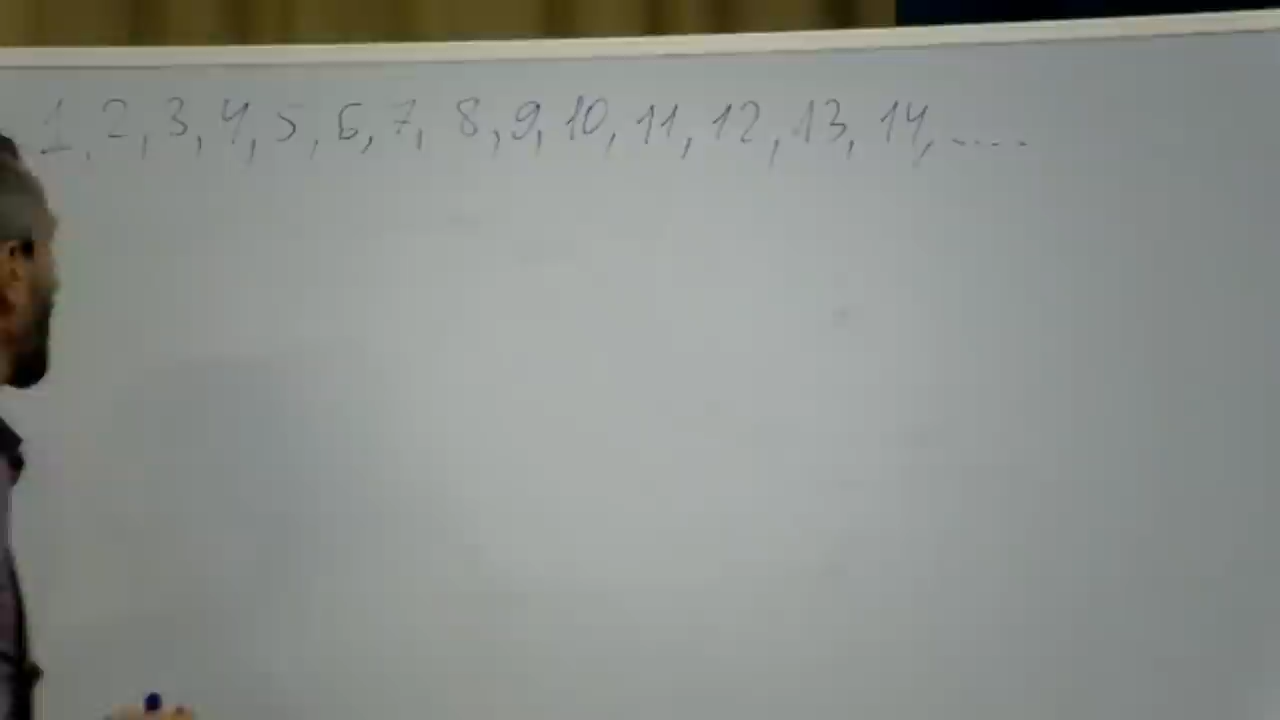 1, 2, 3, 4, 5, 6, 7, 8, 9, 10, 11, 12, 13, 14, ....